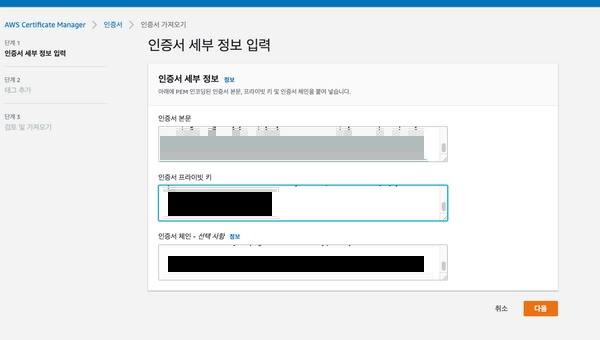 AWS Certificate Manager > 인증서 > 인증서 가져오기
단계 1
인증서 세부 정보 입력
단계 2
태그 추가
단계 3
검토 및 가져오기
인증서 세부 정보 입력
인증서 세부 정보 정보
아래에 PEM 인코딩된 인증서 본문, 프라이빗 키 및 인증서 체인을 붙여 넣습니다.
인증서 본문
인증서 프라이빗 키
인증서 체인 - 선택 사항 정보
취소
다음